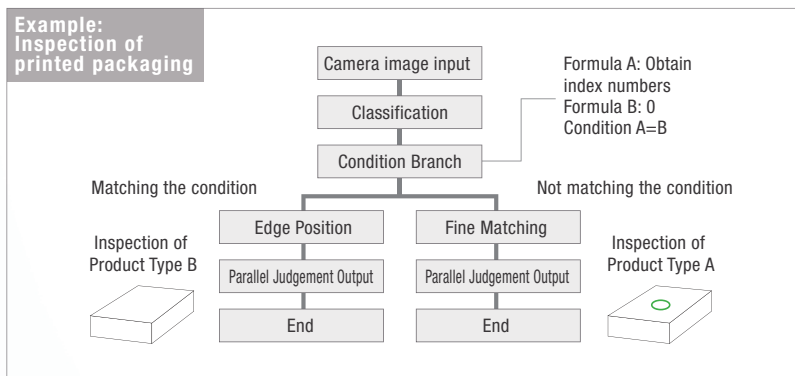 Example:
Inspection of
printed packaging
Camera image input
Formula A: Obtain
index numbers
Formula B: 0
Condition A=B
Classification
Condition Branch
Matching the condition
Not matching the condition
Edge Position
Fine Matching
Inspection of
Product Type B
Inspection of
Product Type A
Parallel Judgement Output
Parallel Judgement Output
End
End